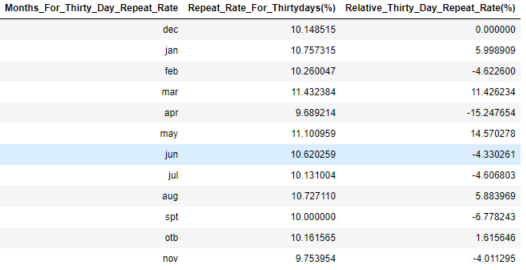 Months_For_Thirty_Day_Repeat_Rate Repeat_Rate_For_Thirtydays(%) Relative_Thirty_Day_Repeat_Rate(%)
dec 10.148515 0.000000
jan 10.757315 5.998909
feb 10.260047 -4.622600
mar 11.432384 11.426234
apr 9.689214 -15.247654
may 11.100959 14.570278
jun 10.620259 -4.330261
jul 10.131004 -4.606803
aug 10.727110 5.883969
spt 10.000000 -6.778243
otb 10.161565 1.615646
nov 9.753954 -4.011295